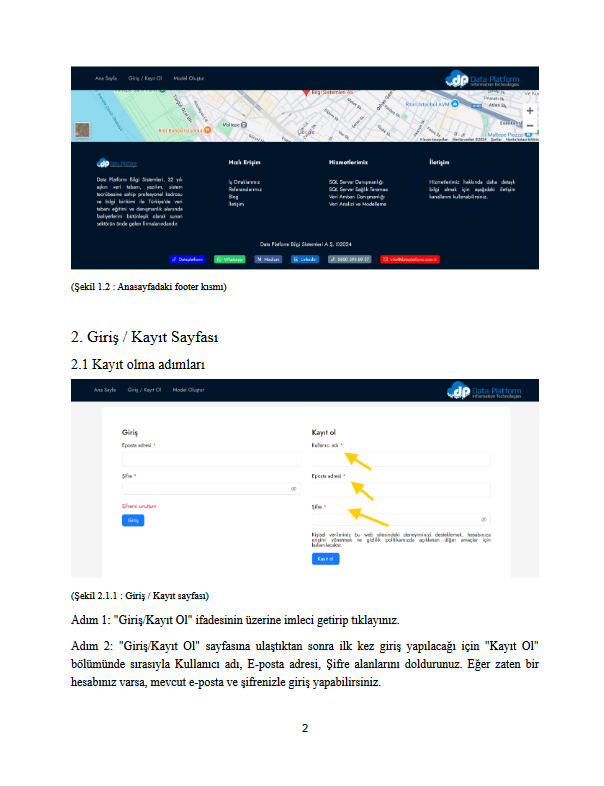 Ana Sayfa Giriş / Kayıt Ol Model Oluştur
Data Platform
Information Technologies
Bilgi Sistemleri
Maltepe
Google
Data Platform
Hızlı Erişim
Hizmetlerimiz
İletişim
Data Platform Bilgi Sistemleri, 22 yılı
aşkın veri tabanı, yazılım, sistem
tecrübesine sahip profesyonel kadrosu
ve bilgi birikimi ile Türkiye'de veri
tabanı eğitimi ve danışmanlık alanında
faaliyetlerini bütünleşik olarak sunan
sektörün önde gelen firmalarındandır.
İş Ortaklarımız
Referanslarımız
Blog
İletişim
SQL Server Danışmanlığı
SQL Server Sağlık Taraması
Veri Ambarı Danışmanlığı
Veri Analizi ve Modelleme
Hizmetlerimiz hakkında daha detaylı
bilgi almak için aşağıdaki iletişim
kanallarını kullanabilirsiniz.
Data Platform Bilgi Sistemleri A.Ş. ©2024
Dataplatform Whatsapp Medium Linkedin
(Şekil 1.2 : Anasayfadaki footer kısmı)
2. Giriş / Kayıt Sayfası
2.1 Kayıt olma adımları
Ana Sayfa Giriş / Kayıt Ol Model Oluştur
Data Platform
Information Technologies
Giriş
Eposta adresi *
Şifre *
Şifremi unuttum
Giriş
Kayıt ol
Kullanıcı adı *
Eposta adresi *
Şifre *
Kişisel verileriniz bu web sitesindeki deneyiminizi desteklemek, hesabınıza
erişimi yönetmek ve gizlilik politikamızda açıklanan diğer amaçlar için
kullanılacaktır.
Kayıt ol
(Şekil 2.1.1 : Giriş / Kayıt sayfası)
Adım 1: "Giriş/Kayıt Ol" ifadesinin üzerine imleci getirip tıklayınız.
Adım 2: "Giriş/Kayıt Ol" sayfasına ulaştıktan sonra ilk kez giriş yapılacağı için "Kayıt Ol"
bölümünde sırasıyla Kullanıcı adı, E-posta adresi, Şifre alanlarını doldurunuz. Eğer zaten bir
hesabınız varsa, mevcut e-posta ve şifrenizle giriş yapabilirsiniz.
2